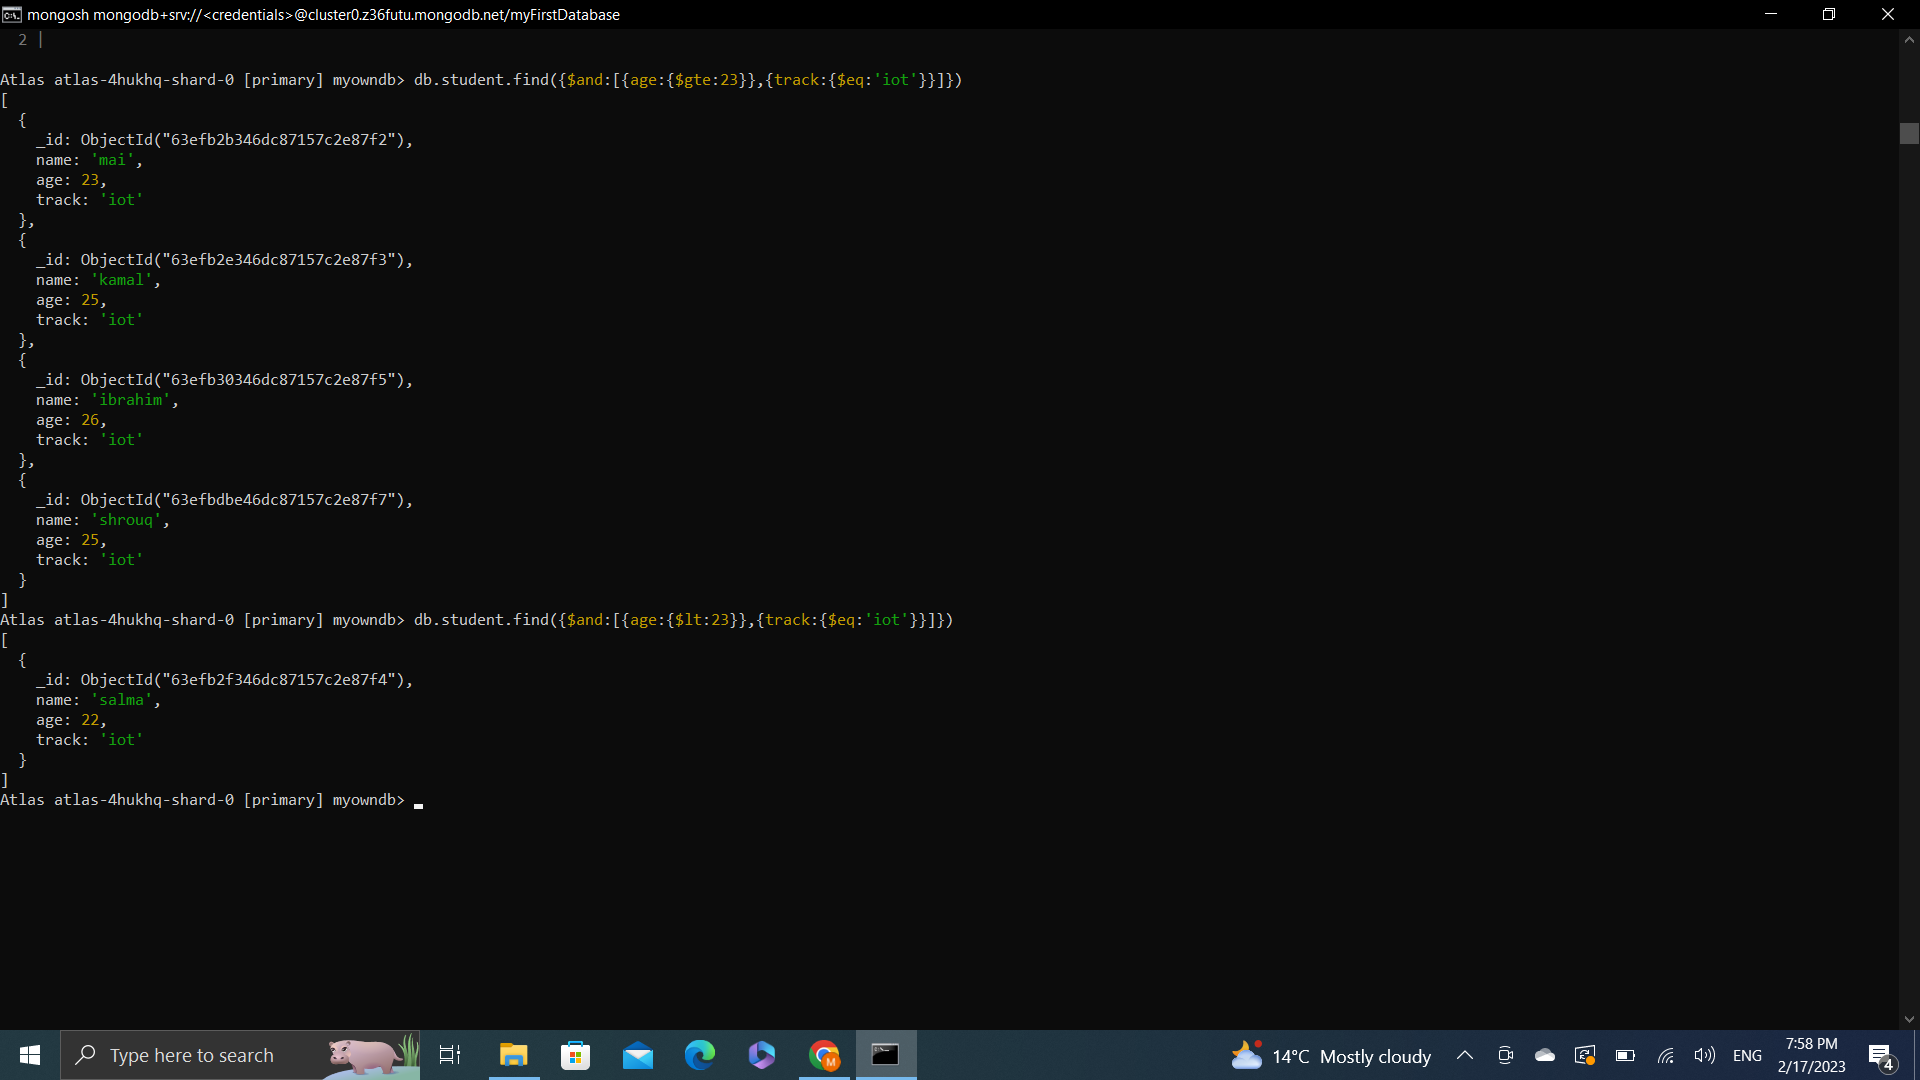 mongosh mongodb+srv://<credentials>@cluster0.z36futu.mongodb.net/myFirstDatabase
2 |
Atlas atlas-4hukhq-shard-0 [primary] myowndb> db.student.find({$and:[{age:{$gte:23}},{track:{$eq:'iot'}}]})
[
  {
    _id: ObjectId("63efb2b346dc87157c2e87f2"),
    name: 'mai',
    age: 23,
    track: 'iot'
  },
  {
    _id: ObjectId("63efb2e346dc87157c2e87f3"),
    name: 'kamal',
    age: 25,
    track: 'iot'
  },
  {
    _id: ObjectId("63efb30346dc87157c2e87f5"),
    name: 'ibrahim',
    age: 26,
    track: 'iot'
  },
  {
    _id: ObjectId("63efbdbe46dc87157c2e87f7"),
    name: 'shrouq',
    age: 25,
    track: 'iot'
  }
]
Atlas atlas-4hukhq-shard-0 [primary] myowndb> db.student.find({$and:[{age:{$lt:23}},{track:{$eq:'iot'}}]})
[
  {
    _id: ObjectId("63efb2f346dc87157c2e87f4"),
    name: 'salma',
    age: 22,
    track: 'iot'
  }
]
Atlas atlas-4hukhq-shard-0 [primary] myowndb>
Type here to search
M
14°C Mostly cloudy
ENG
7:58 PM
2/17/2023
4